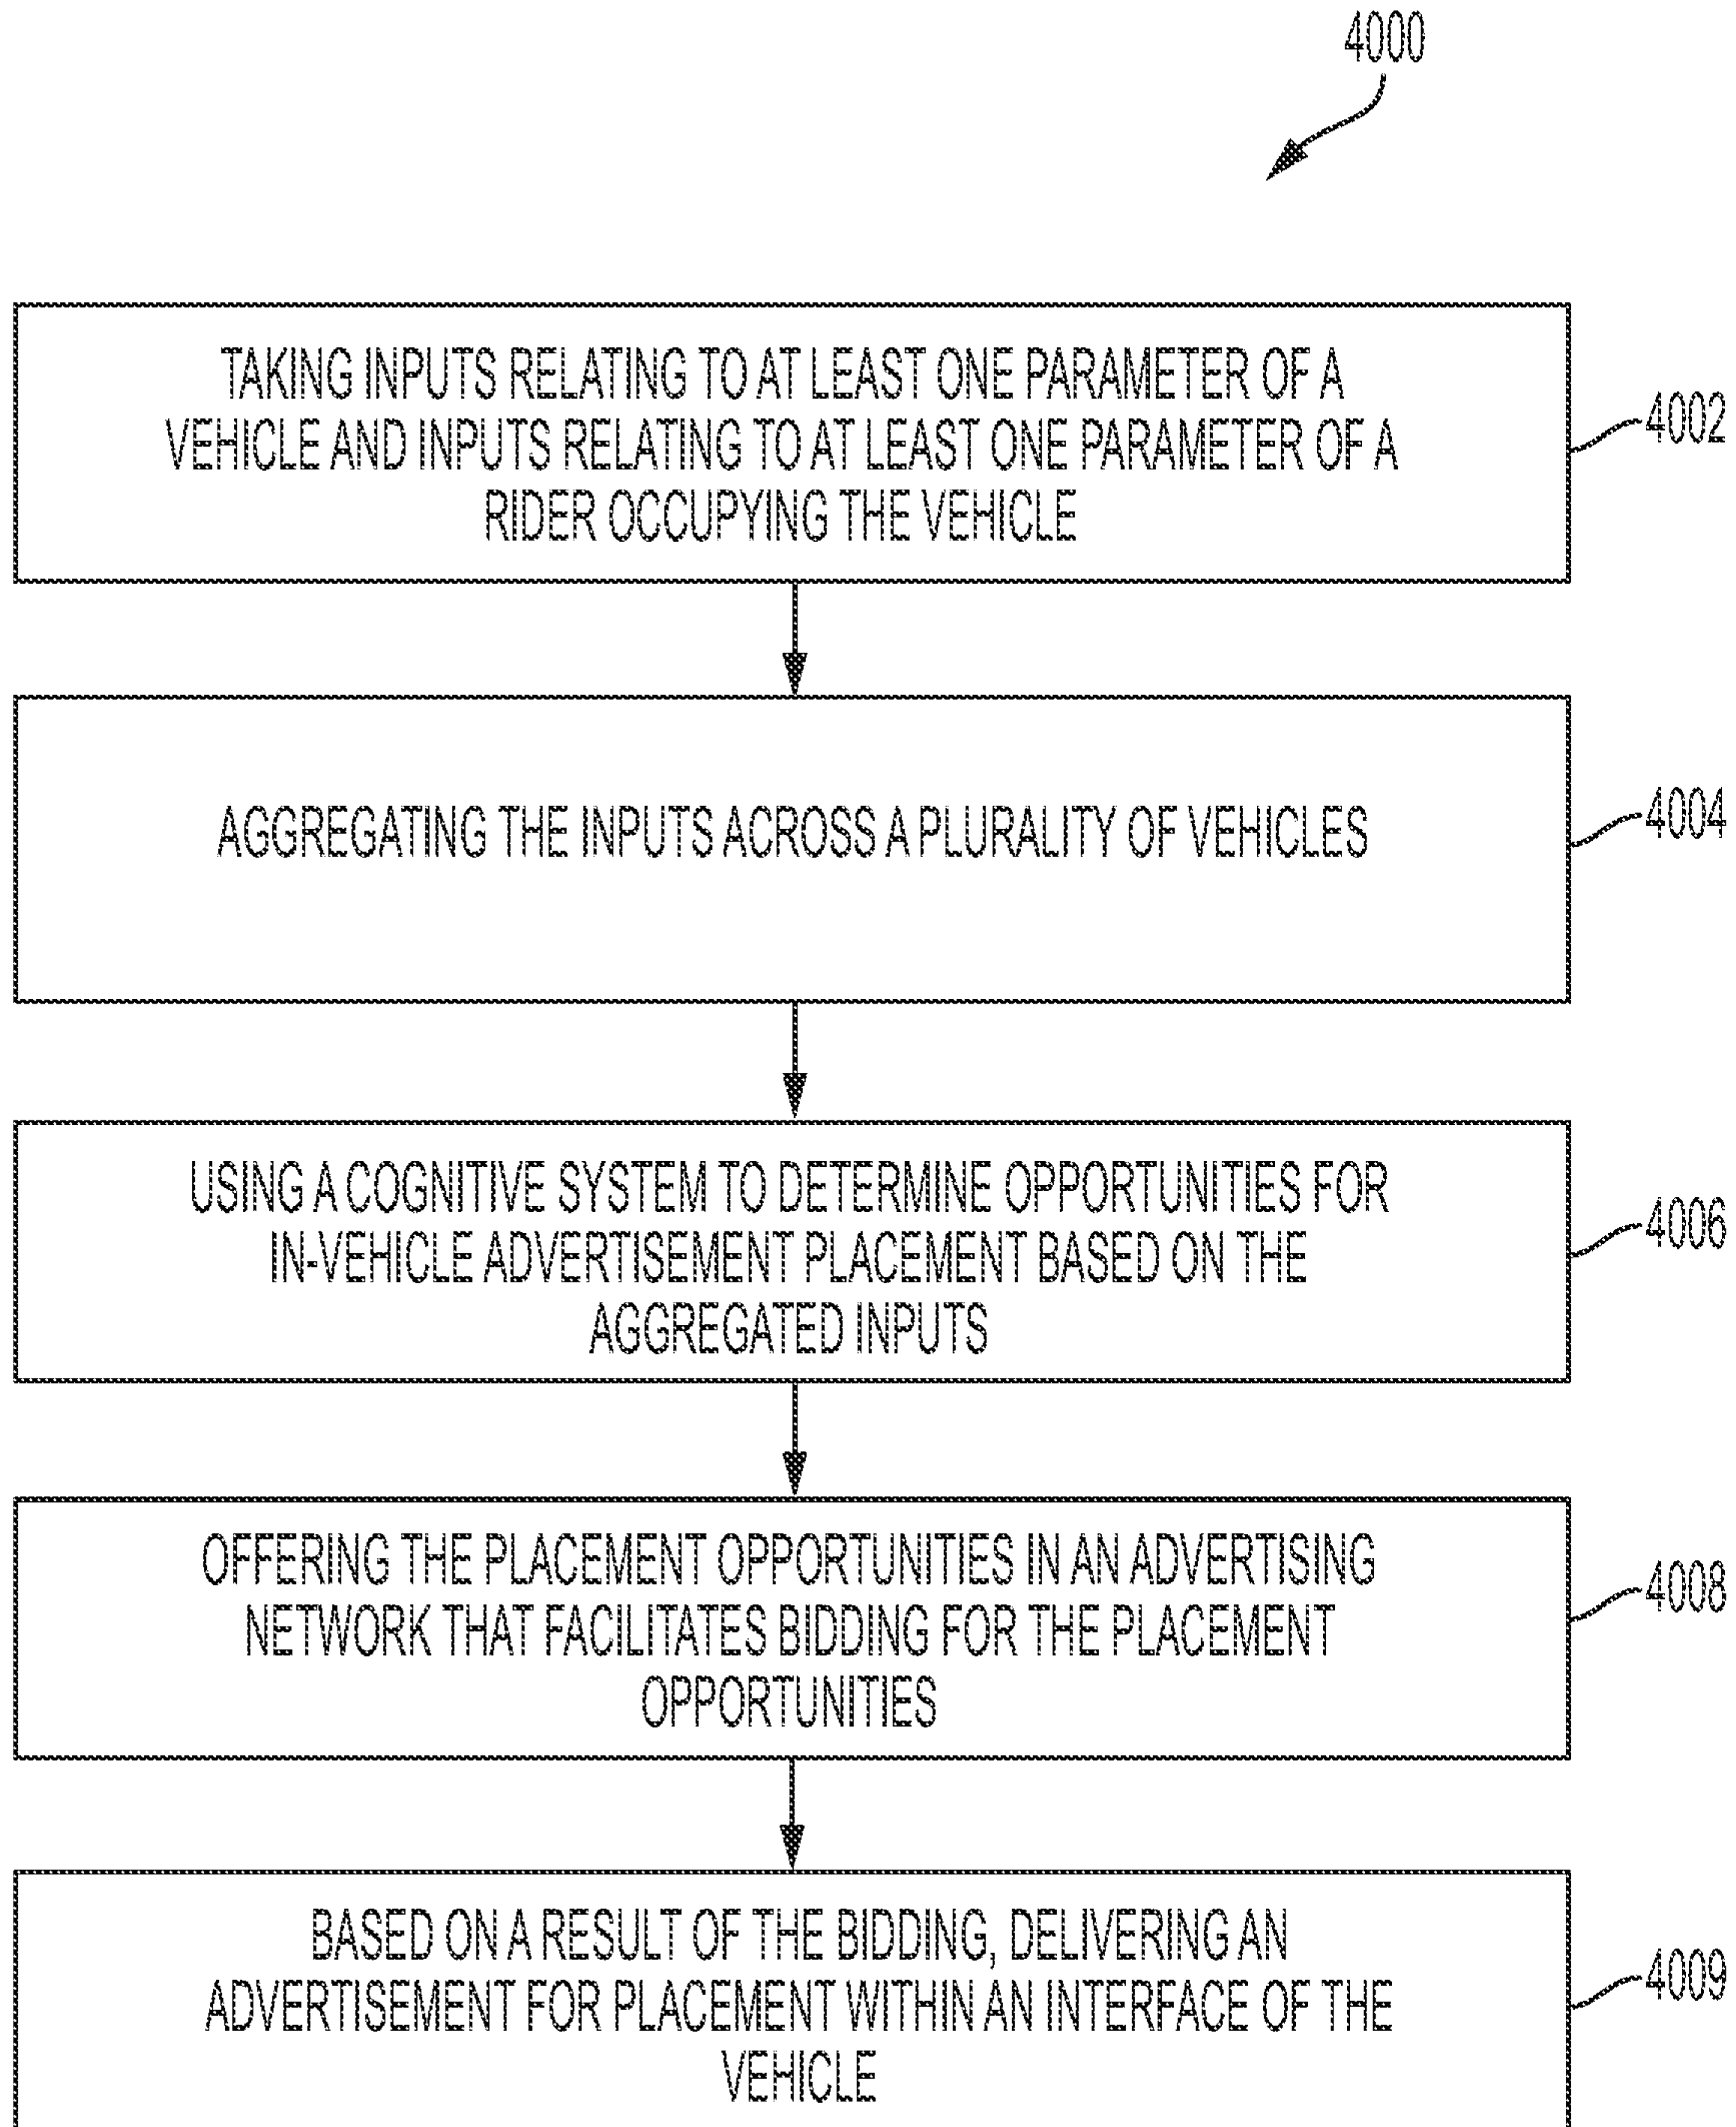 4000
TAKING INPUTS RELATING TO AT LEAST ONE PARAMETER OF A
VEHICLE AND INPUTS RELATING TO AT LEAST ONE PARAMETER OF A
RIDER OCCUPYING THE VEHICLE
4002
AGGREGATING THE INPUTS ACROSS A PLURALITY OF VEHICLES
4004
USING A COGNITIVE SYSTEM TO DETERMINE OPPORTUNITIES FOR
IN-VEHICLE ADVERTISEMENT PLACEMENT BASED ON THE
AGGREGATED INPUTS
4006
OFFERING THE PLACEMENT OPPORTUNITIES IN AN ADVERTISING
NETWORK THAT FACILITATES BIDDING FOR THE PLACEMENT
OPPORTUNITIES
4008
BASED ON A RESULT OF THE BIDDING, DELIVERING AN
ADVERTISEMENT FOR PLACEMENT WITHIN AN INTERFACE OF THE
VEHICLE
4009